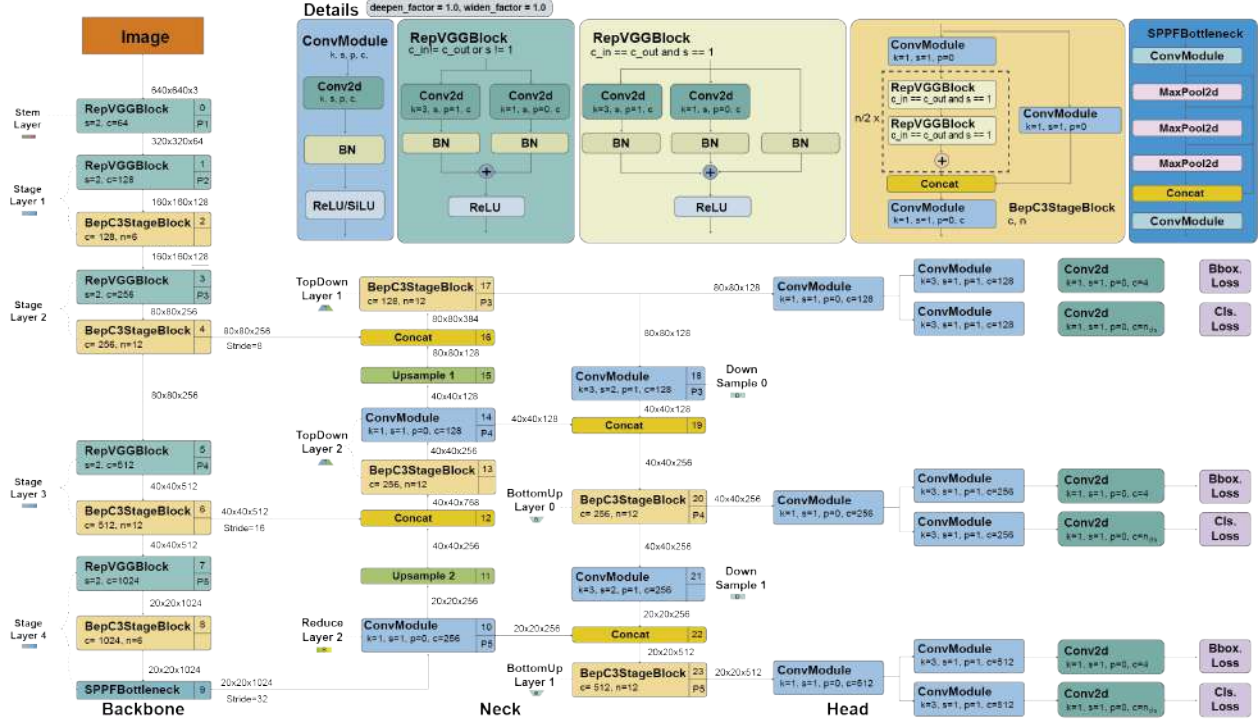 Details
deepen_factor = 1.0, widen_factor = 1.0
ConvModule
k, s, p, c,
Conv2d
k, s, p, c,
BN
ReLU/SiLU
RepVGGBlock
c_in != c_out or s != 1
Conv2d
k=3, s, p=1, c
Conv2d
k=1, s, p=0, c
BN
BN
ReLU
RepVGGBlock
c_in == c_out and s == 1
Conv2d
k=3, s, p=1, c
Conv2d
k=1, s, p=0, c
BN
BN
BN
ReLU
ConvModule
k=1, s=1, p=0
n/2 x
RepVGGBlock
c_in == c_out and s == 1
RepVGGBlock
c_in == c_out and s == 1
ConvModule
k=1, s=1, p=0
Concat
ConvModule
k=1, s=1, p=0, c
BepC3StageBlock
c, n
SPPFBottleneck
ConvModule
MaxPool2d
MaxPool2d
MaxPool2d
Concat
ConvModule
Image
640x640x3
Stem
Layer
RepVGGBlock
s=2, c=64
0
P1
320x320x64
Stage
Layer 1
RepVGGBlock
s=2, c=128
1
P2
160x160x128
BepC3StageBlock
c= 128, n=6
2
160x160x128
Stage
Layer 2
RepVGGBlock
s=2, c=256
3
P3
80x80x256
BepC3StageBlock
c= 256, n=12
4
80x80x256
Stride=8
80x80x256
Stage
Layer 3
RepVGGBlock
s=2, c=512
5
P4
40x40x512
BepC3StageBlock
c= 512, n=12
6
40x40x512
Stride=16
40x40x512
Stage
Layer 4
RepVGGBlock
s=2, c=1024
7
P5
20x20x1024
BepC3StageBlock
c= 1024, n=6
8
20x20x1024
SPPFBottleneck
9
20x20x1024
Stride=32
Backbone
TopDown
Layer 1
BepC3StageBlock
c= 128, n=12
17
P3
80x80x384
Concat
16
80x80x128
Upsample 1
15
40x40x128
TopDown
Layer 2
ConvModule
k=1, s=1, p=0, c=128
14
P4
40x40x128
40x40x256
BepC3StageBlock
c= 256, n=12
13
40x40x768
Concat
12
40x40x256
Upsample 2
11
20x20x256
Reduce
Layer 2
ConvModule
k=1, s=1, p=0, c=256
10
P5
20x20x256
80x80x128
80x80x128
ConvModule
k=3, s=2, p=1, c=128
18
P3
Down
Sample 0
40x40x128
Concat
19
40x40x256
BottomUp
Layer 0
BepC3StageBlock
c= 256, n=12
20
P4
40x40x256
40x40x256
ConvModule
k=3, s=2, p=1, c=256
21
Down
Sample 1
20x20x256
Concat
22
20x20x512
BottomUp
Layer 1
BepC3StageBlock
c= 512, n=12
23
P5
20x20x512
Neck
ConvModule
k=1, s=1, p=0, c=128
ConvModule
k=3, s=1, p=1, c=128
Conv2d
k=1, s=1, p=0, c=4
Bbox.
Loss
ConvModule
k=3, s=1, p=1, c=128
Conv2d
k=1, s=1, p=0, c=n
Cls.
Loss
ConvModule
k=1, s=1, p=0, c=256
ConvModule
k=3, s=1, p=1, c=256
Conv2d
k=1, s=1, p=0, c=4
Bbox.
Loss
ConvModule
k=3, s=1, p=1, c=256
Conv2d
k=1, s=1, p=0, c=n
Cls.
Loss
ConvModule
k=1, s=1, p=0, c=512
ConvModule
k=3, s=1, p=1, c=512
Conv2d
k=1, s=1, p=0, c=4
Bbox.
Loss
ConvModule
k=3, s=1, p=1, c=512
Conv2d
k=1, s=1, p=0, c=n
Cls.
Loss
Head